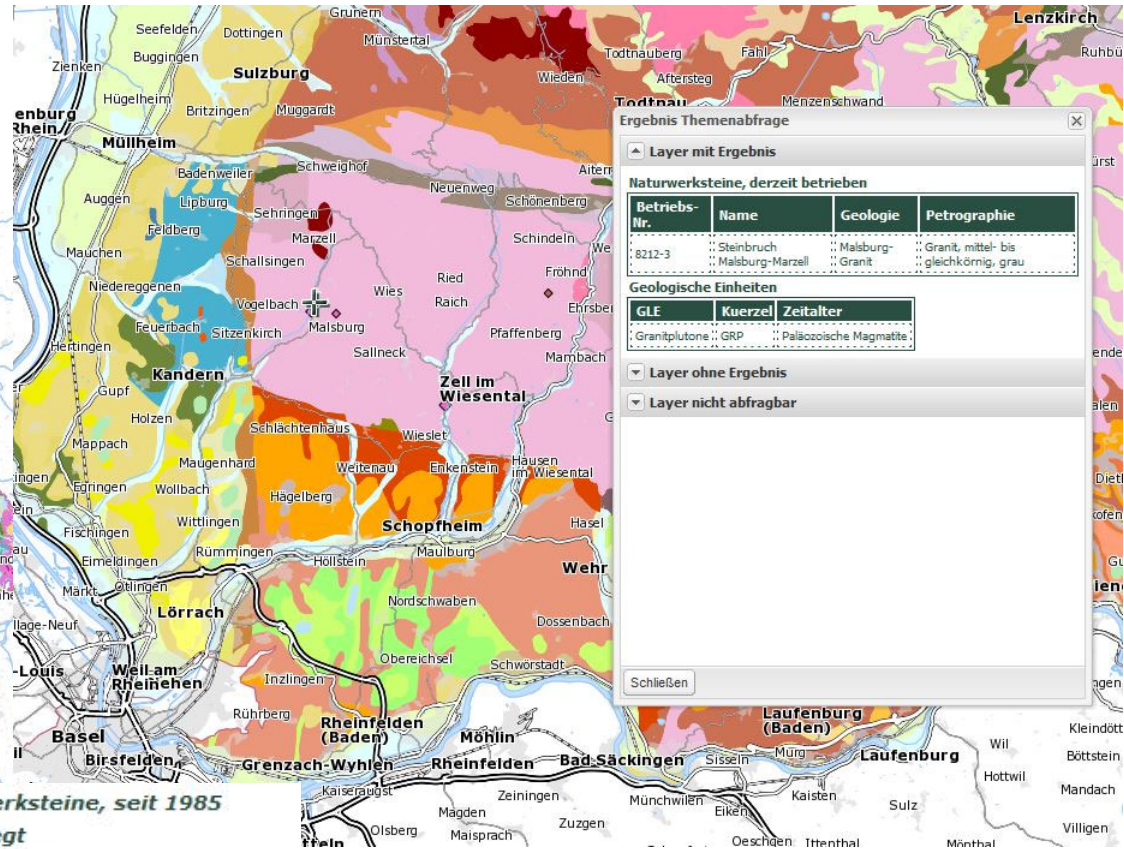 Grunern
Lenzkirch
Seefelden
Dottingen
Münstertal
Todtnauberg
Fahl
Buggingen
Zienken
Sulzburg
Wieden
Aftersteg
Hügelheim
Britzingen
Muggardt
Todtnau
Menzenschwand
Müllheim
Badenweiler
Schweighof
Neuenweg
Schönenberg
Auggen
Lipburg
Sehringen
Feldberg
Marzell
Schindeln
Mauchen
Schallsingen
Niedereggenen
Ried
Fröhnd
Vogelbach
Wies
Raich
Feuerbach
Sitzenkirch
Malsburg
Pfaffenberg
Hertingen
Sallneck
Mambach
Kandern
Gupf
Zell im
Wiesental
Holzen
Schlächtenhaus
Wieslet
Mappach
Maugenhard
Weitenau
Enkenstein
Hausen
im Wiesental
Egringen
Wollbach
Hägelberg
Wittlingen
Schopfheim
Hasel
Fischingen
Rümmingen
Maulburg
Eimeldingen
Höllstein
Wehr
Märkt
Ötlingen
Lörrach
Nordschwaben
Dossenbach
Obereichsel
Schwörstadt
Weil am
Rhein
Inzlingen
Rührberg
Rheinfelden
(Baden)
Laufenburg
(Baden)
Basel
Möhlin
Birsfelden
Grenzach-Wyhlen
Rheinfelden
Bad Säckingen
Sisseln
Murg
Laufenburg
Wil
Böttstein
Hottwil
Kaiseraugst
Zeiningen
Münchwilen
Eiken
Kaisten
Sulz
Mandach
Magden
Olsberg
Maisprach
Zuzgen
Oeschgen
Ittenthal
Mönthal
Villigen
Ergebnis Themenabfrage
Layer mit Ergebnis
Naturwerksteine, derzeit betrieben
Betriebs-Nr. Name Geologie Petrographie
8212-3 Steinbruch Malsburg-Marzell Malsburg-Granit Granit, mittel- bis gleichkörnig, grau
Geologische Einheiten
GLE Kuerzel Zeitalter
Granitplutone GRP Paläozoische Magmatite
Layer ohne Ergebnis
Layer nicht abfragbar
Schließen
erksteine, seit 1985
egt